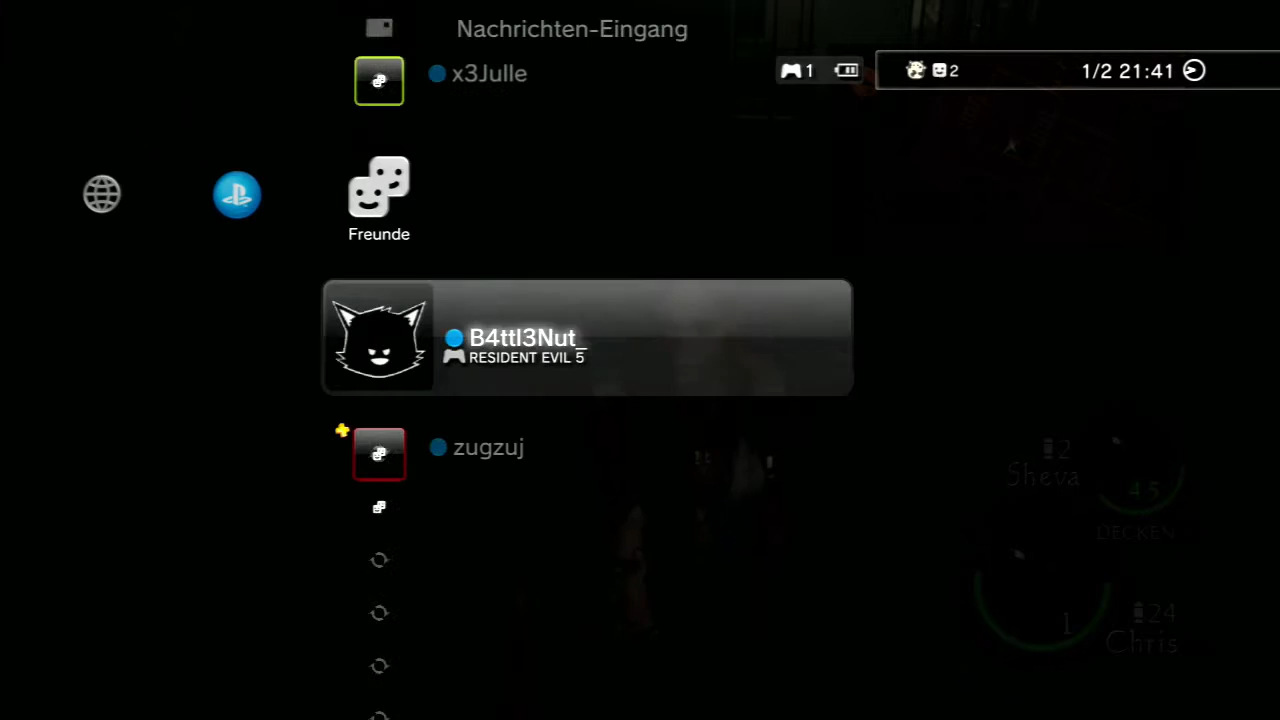 Nachrichten-Eingang
x3Julle
1
2
1/2 21:41
Freunde
B4ttl3Nut_
RESIDENT EVIL 5
zugzuj
2
Sheva
45
DECKEN
1
24
Chris